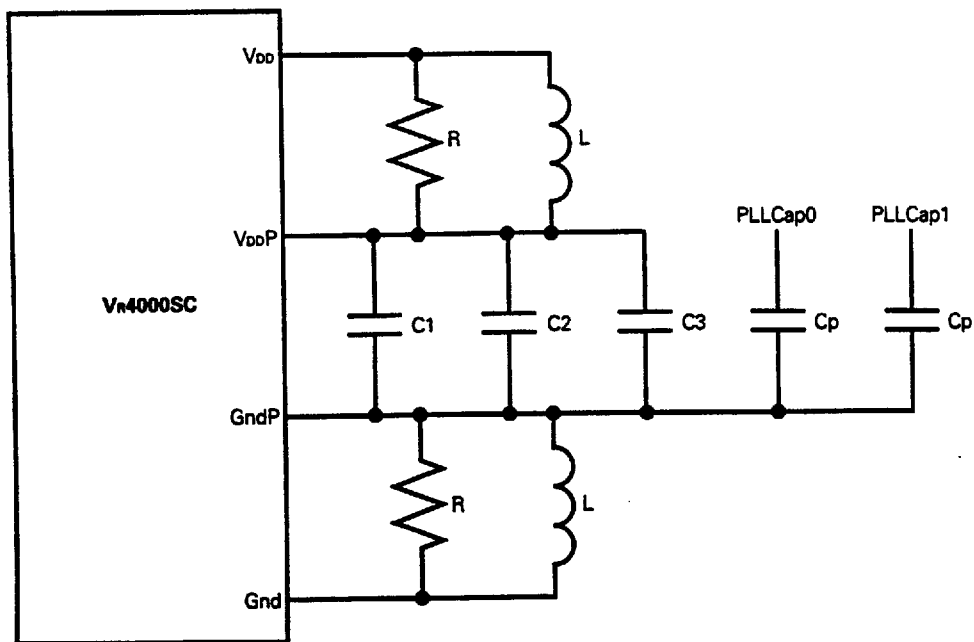 VDD
R
L
VDDP
PLLCap0
PLLCap1
VR4000SC
C1
C2
C3
Cp
Cp
GndP
R
L
Gnd